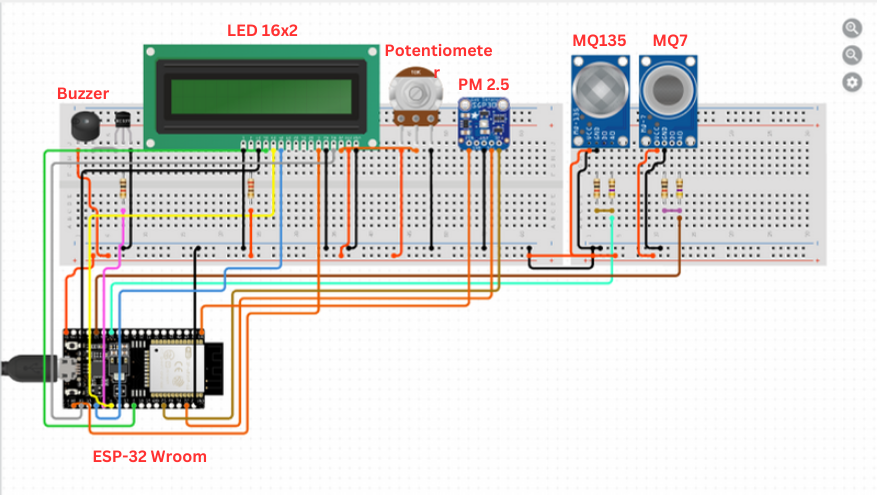 LED 16x2
Potentiomete
r
MQ135
MQ7
PM 2.5
Buzzer
ESP-32 Wroom